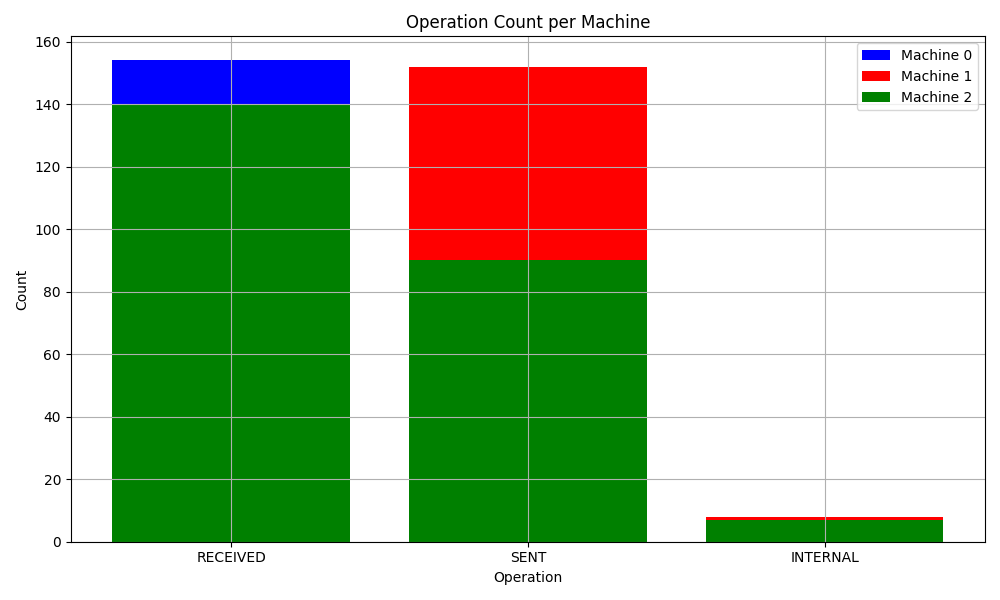 Operation Count per Machine
Machine 0
Machine 1
Machine 2
160
140
120
100
80
60
40
20
0
Count
RECEIVED SENT INTERNAL
Operation